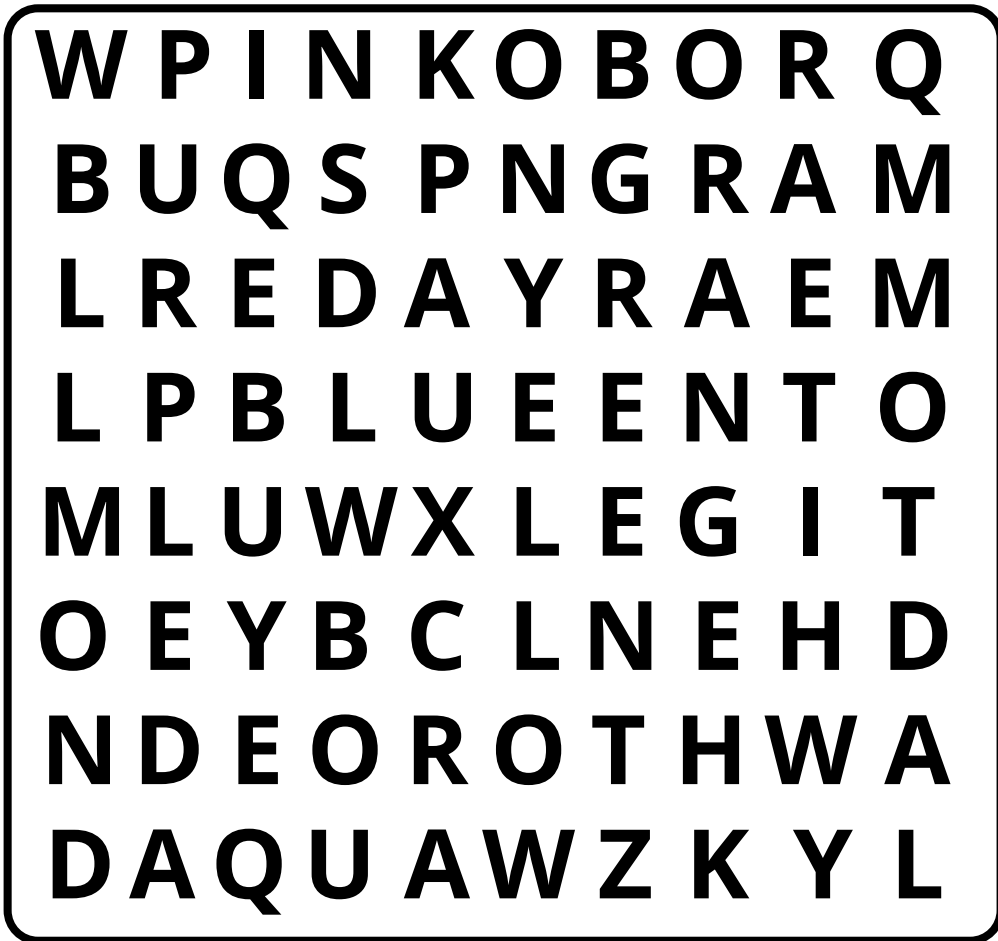 W P I N K O B O R Q
B U Q S P N G R A M
L R E D A Y R A E M
L P B L U E E N T O
M L U W X L E G I T
O E Y B C L N E H D
N D E O R O T H W A
D A Q U A W Z K Y L